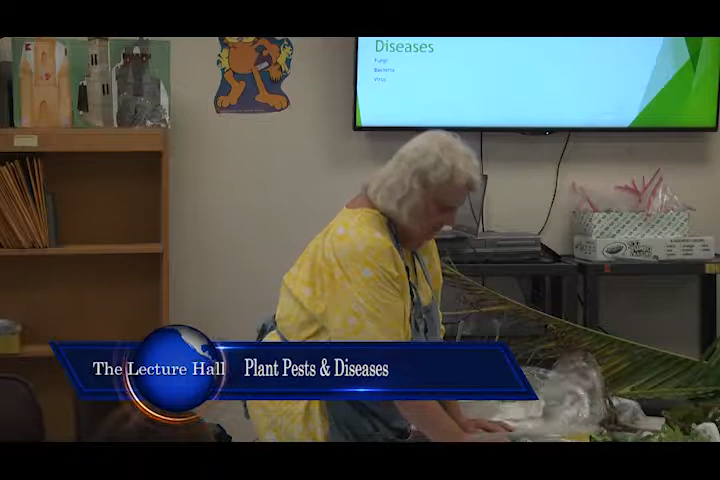 Diseases
Fungi
Bacteria
Virus
The Lecture Hall
Plant Pests & Diseases